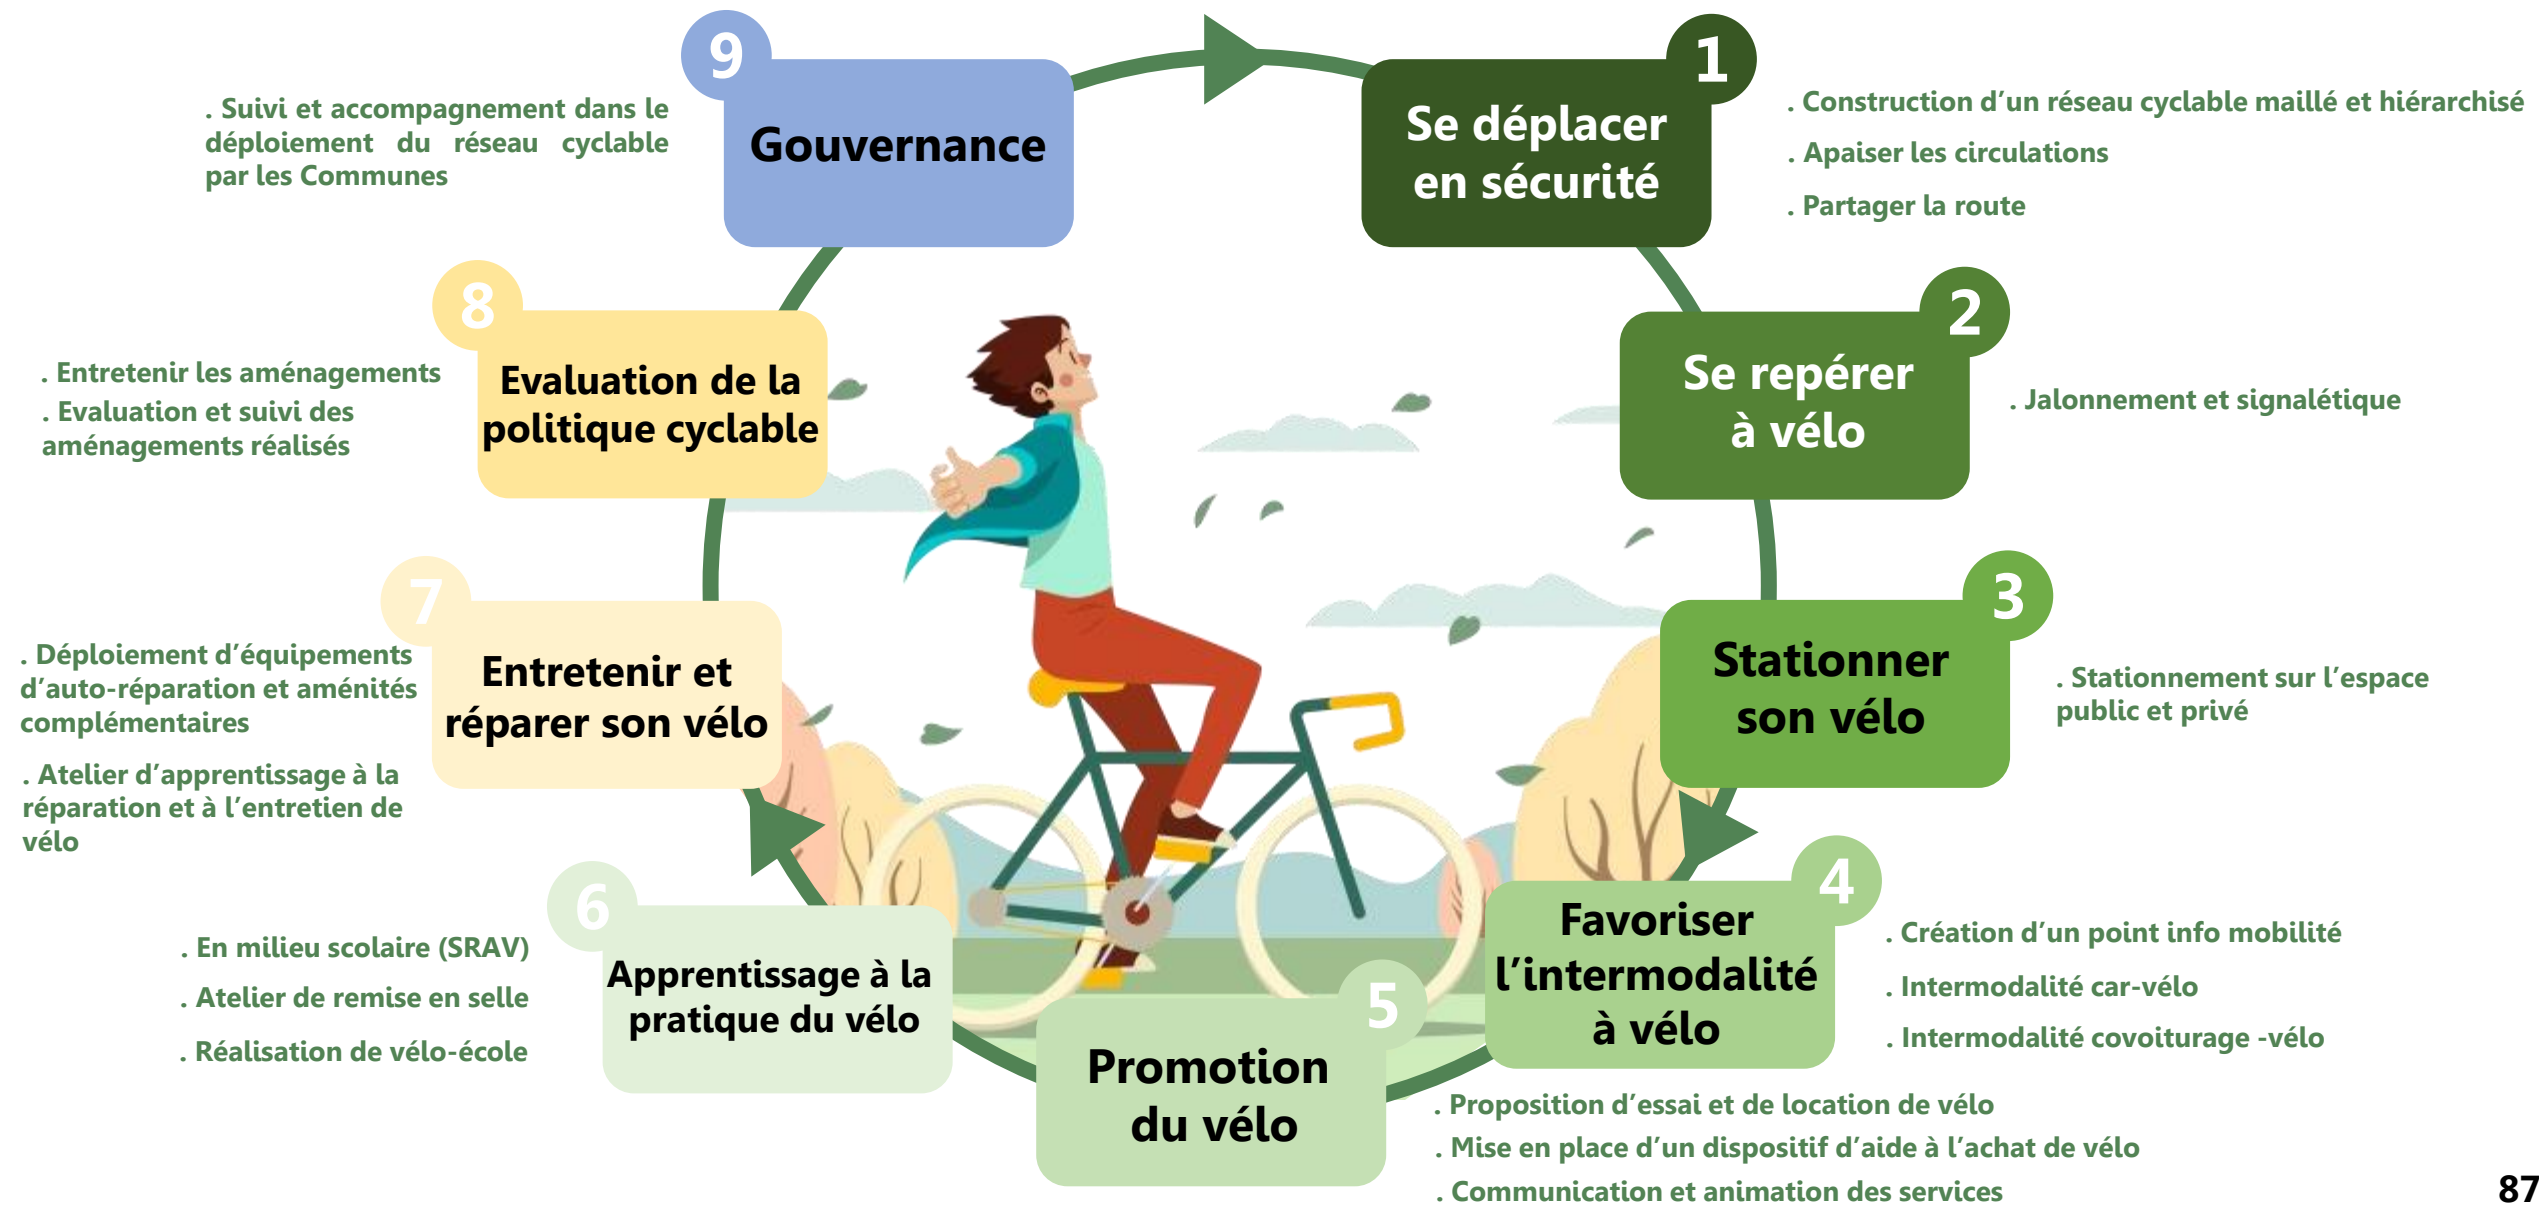 1
Se déplacer
en sécurité
. Construction d’un réseau cyclable maillé et hiérarchisé
. Apaiser les circulations
. Partager la route
2
Se repérer
à vélo
. Jalonnement et signalétique
3
Stationner
son vélo
. Stationnement sur l’espace
public et privé
4
Favoriser
l’intermodalité
à vélo
. Création d’un point info mobilité
. Intermodalité car-vélo
. Intermodalité covoiturage -vélo
5
Promotion
du vélo
. Proposition d’essai et de location de vélo
. Mise en place d’un dispositif d’aide à l’achat de vélo
. Communication et animation des services
6
Apprentissage à la
pratique du vélo
. En milieu scolaire (SRAV)
. Atelier de remise en selle
. Réalisation de vélo-école
7
Entretenir et
réparer son vélo
. Déploiement d’équipements
d’auto-réparation et aménités
complémentaires
. Atelier d’apprentissage à la
réparation et à l’entretien de
vélo
8
Evaluation de la
politique cyclable
. Entretenir les aménagements
. Evaluation et suivi des
aménagements réalisés
9
Gouvernance
. Suivi et accompagnement dans le
déploiement du réseau cyclable
par les Communes
87